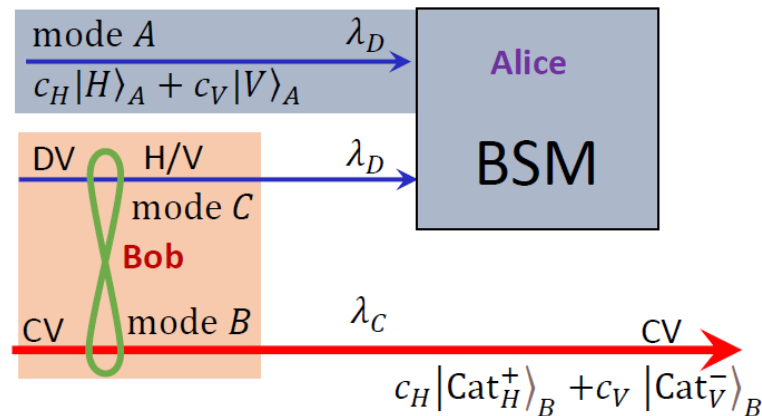 mode A λ_D
c_H|H⟩_A + c_V|V⟩_A
Alice
BSM
DV H/V λ_D
mode C
Bob
mode B λ_C
CV CV
c_H|Cat_H^+⟩_B + c_V |Cat_V^−⟩_B